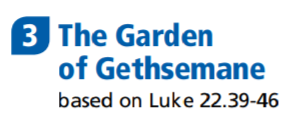 3 The Garden
of Gethsemane
based on Luke 22.39-46